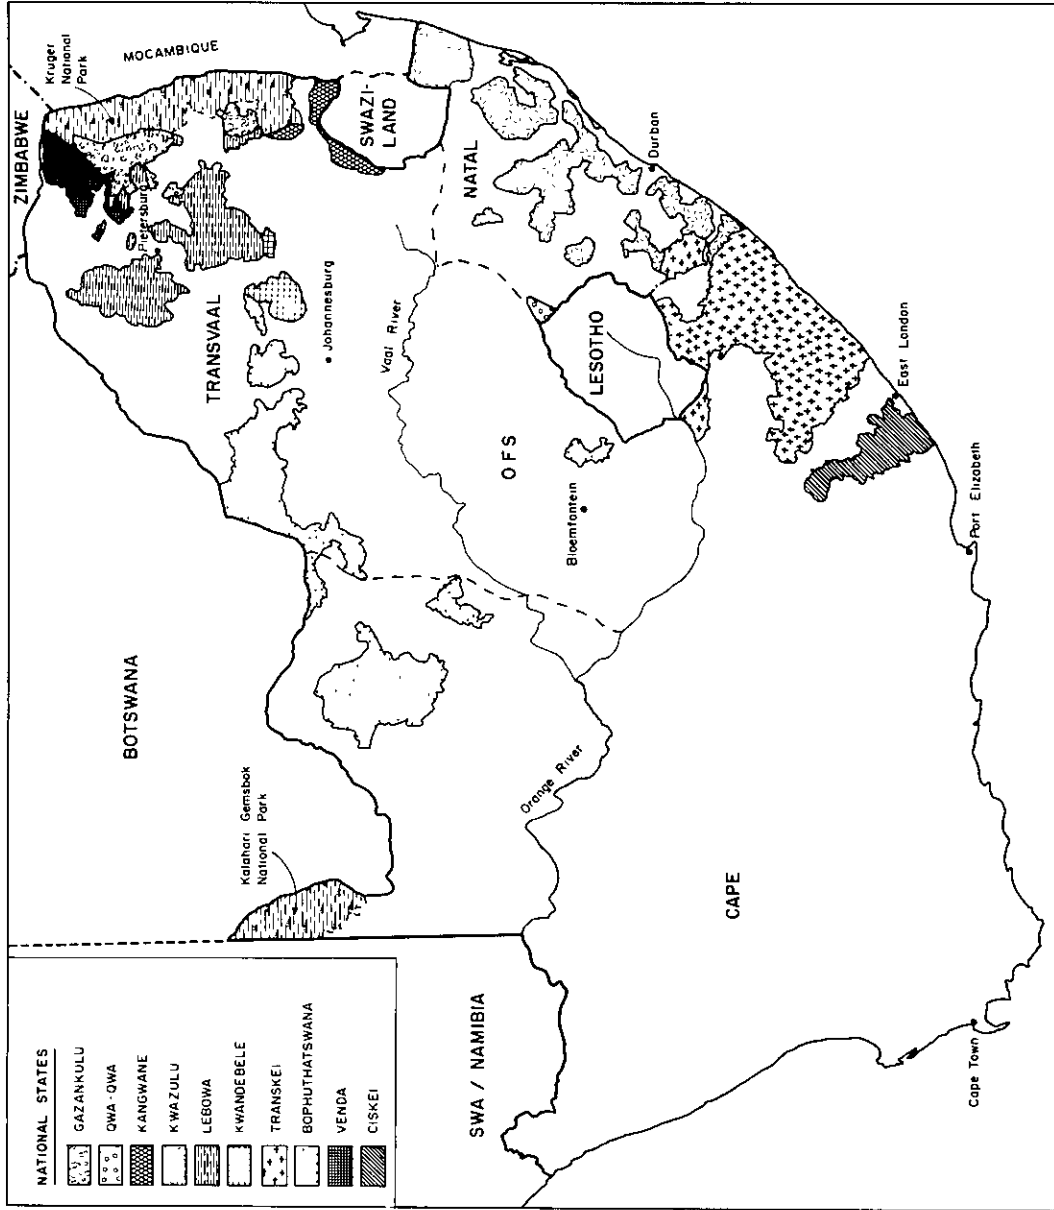 NATIONAL STATES
GAZANKULU
QWA-QWA
KANGWANE
KWAZULU
LEBOWA
KWANDEBELE
TRANSKEI
BOPHUTHATSWANA
VENDA
CISKEI
SWA / NAMIBIA
BOTSWANA
ZIMBABWE
MOCAMBIQUE
Kruger
National
Park
Kalahari Gemsbok
National Park
Pietersburg
TRANSVAAL
Johannesburg
SWAZI-
LAND
Vaal River
NATAL
Durban
OFS
LESOTHO
Bloemfontein
Orange River
CAPE
East London
Port Elizabeth
Cape Town